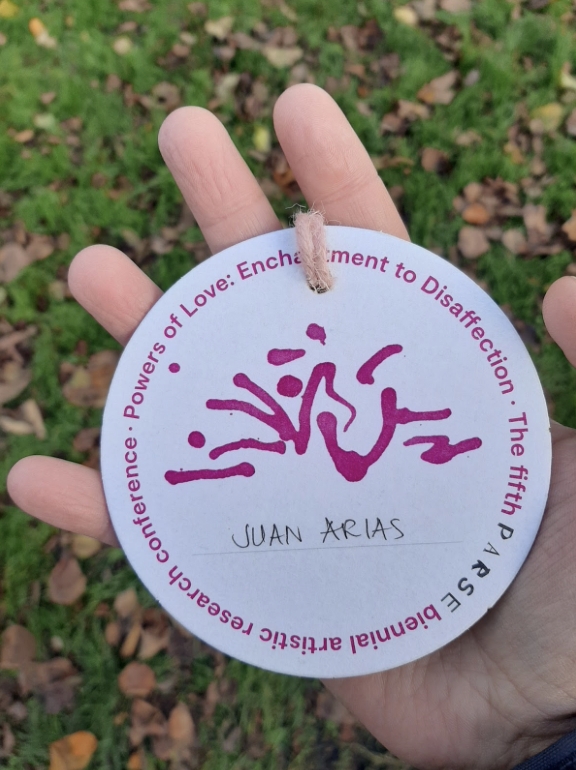 Powers of Love: Enchantment to Disaffection · The fifth PARSE biennial artistic research conference ·
JUAN ARIAS